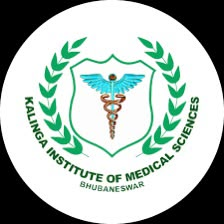 KALINGA INSTITUTE OF MEDICAL SCIENCES
BHUBANESWAR